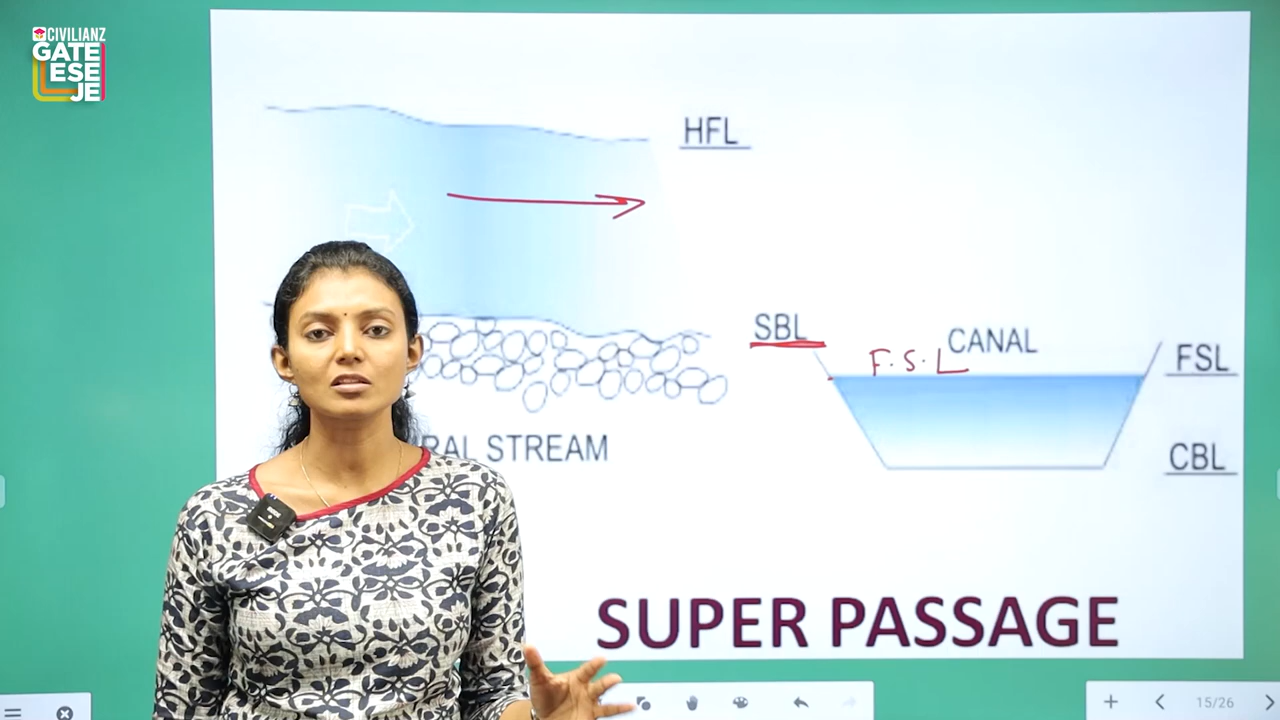 CIVILIANZ
GATE
ESE
JE
HFL
SBL
F.S.L
CANAL
FSL
CBL
RAL STREAM
SUPER PASSAGE
15/26